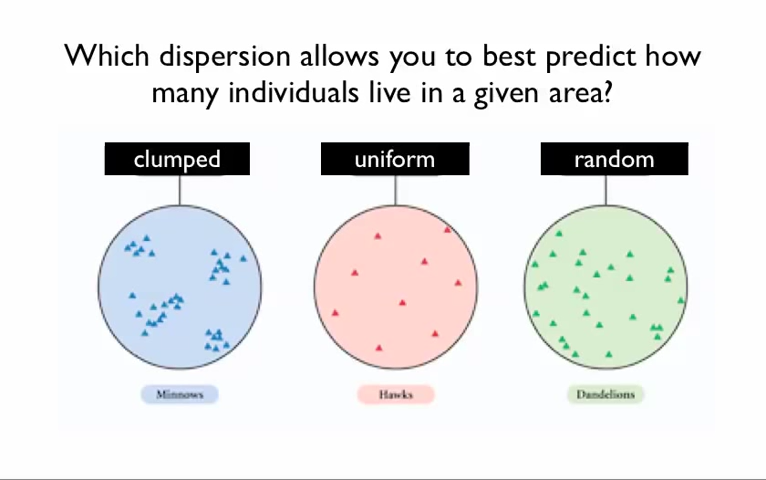 Which dispersion allows you to best predict how
many individuals live in a given area?
clumped
uniform
random
Minnows
Hawks
Dandelions